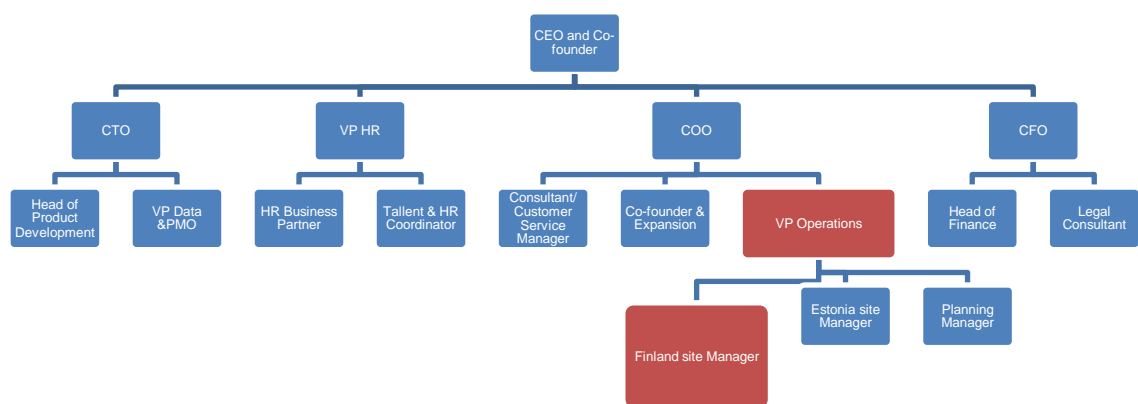 CEO and Co-
founder
CTO
VP HR
COO
CFO
Head of
Product
Development
VP Data
&PMO
HR Business
Partner
Tallent & HR
Coordinator
Consultant/
Customer
Service
Manager
Co-founder &
Expansion
VP Operations
Head of
Finance
Legal
Consultant
Finland site Manager
Estonia site
Manager
Planning
Manager